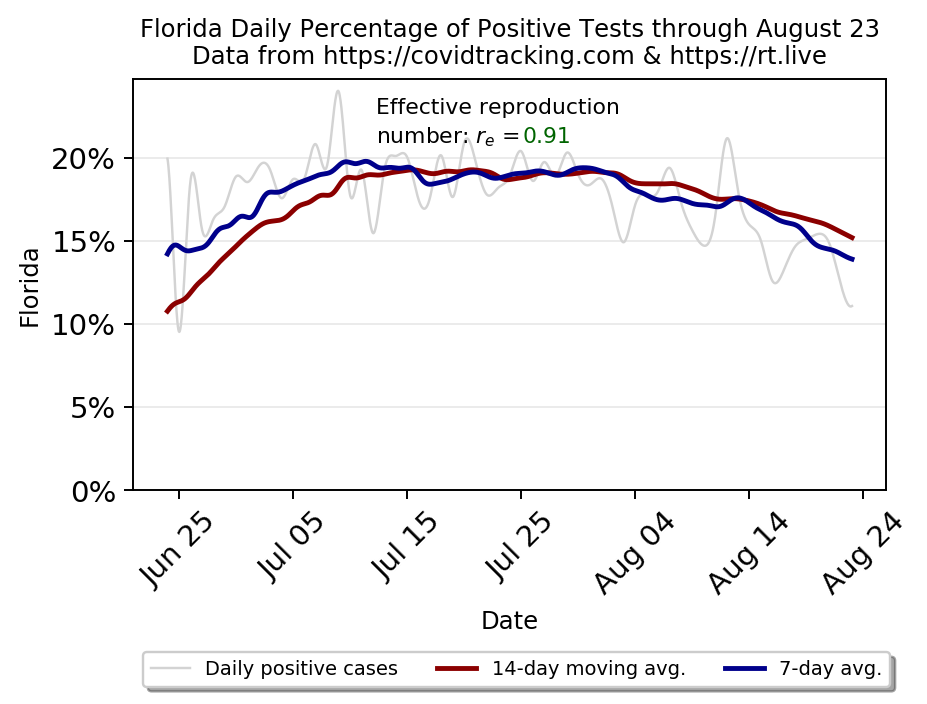 Florida Daily Percentage of Positive Tests through August 23
Data from https://covidtracking.com & https://rt.live
Effective reproduction
number: rₑ =0.91
20%
15%
10%
5%
0%
Florida
Jun 25
Jul 05
Jul 15
Jul 25
Aug 04
Aug 14
Aug 24
Date
Daily positive cases
14-day moving avg.
7-day avg.